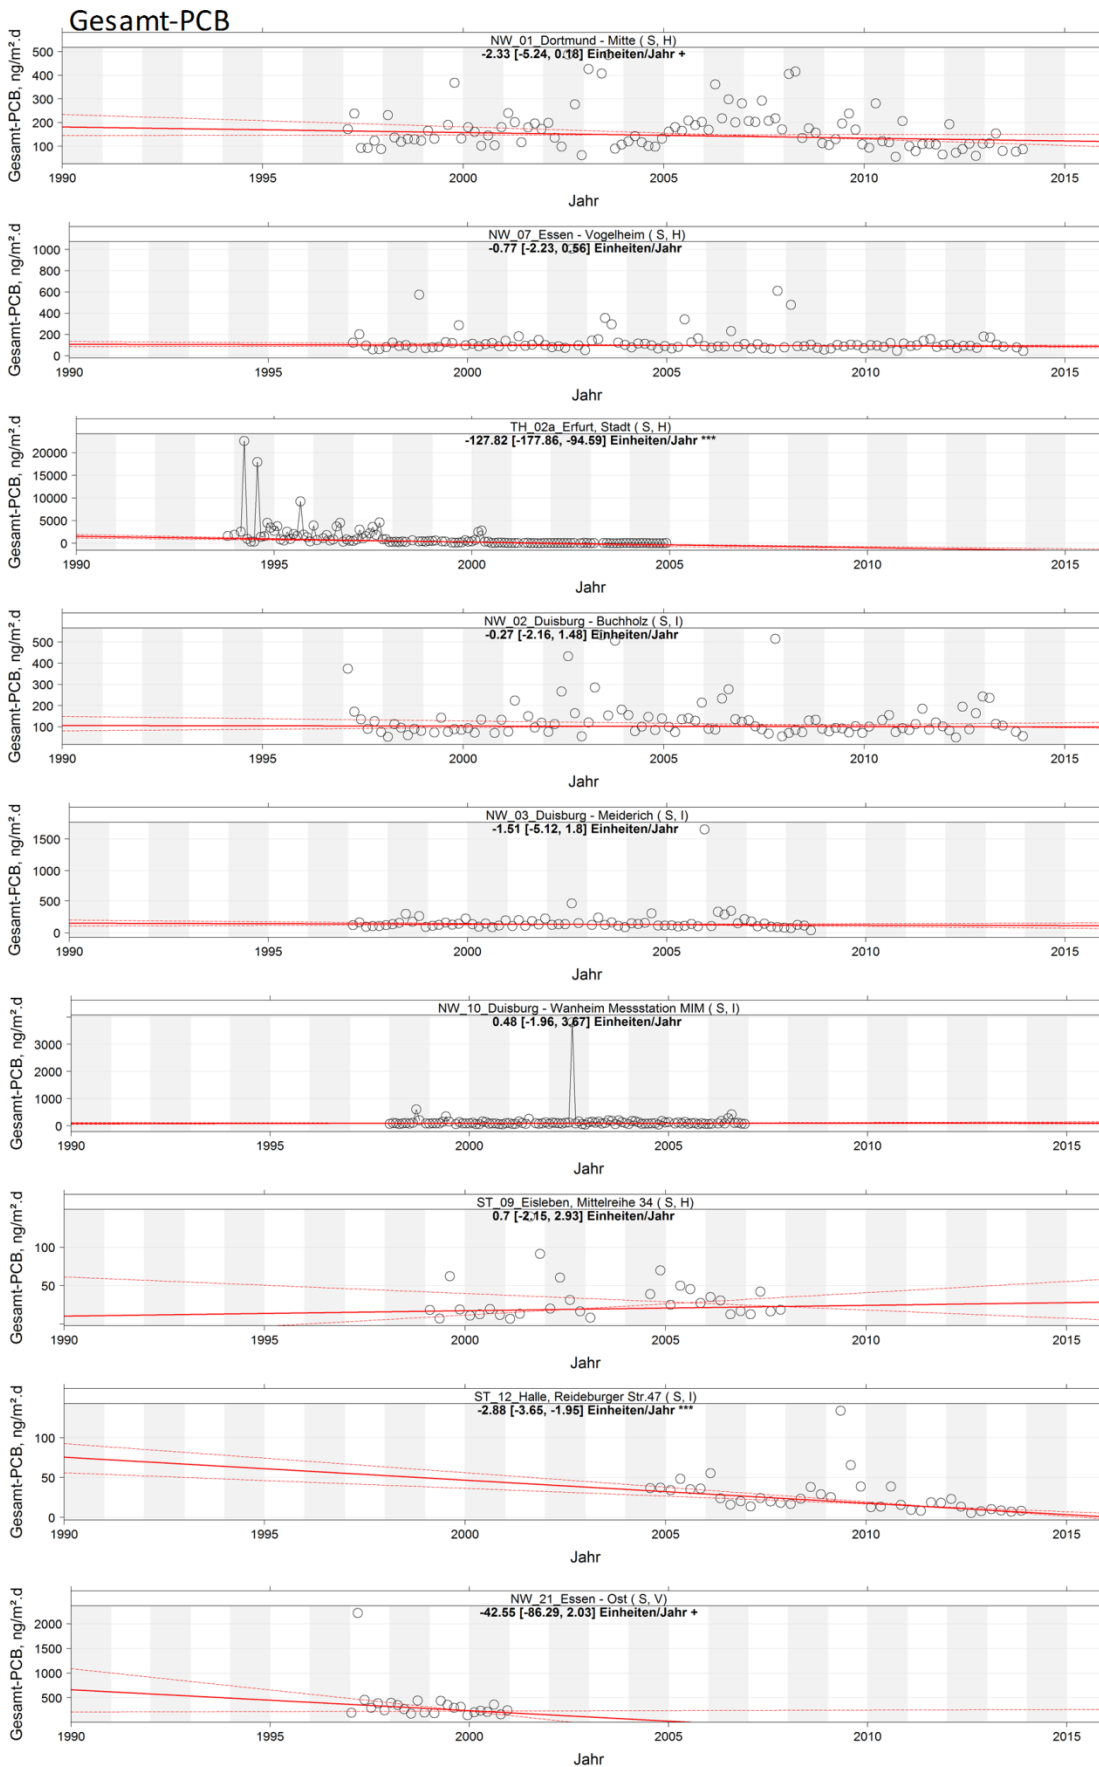 Gesamt-PCB
NW_01_Dortmund - Mitte ( S, H)
-2.33 [-5.24, 0.18] Einheiten/Jahr +
Gesamt-PCB, ng/m².d
500
400
300
200
100
1990 1995 2000 2005 2010 2015
Jahr
NW_07_Essen - Vogelheim ( S, H)
-0.77 [-2.23, 0.56] Einheiten/Jahr
Gesamt-PCB, ng/m².d
1000
800
600
400
200
0
1990 1995 2000 2005 2010 2015
Jahr
TH_02a_Erfurt, Stadt ( S, H)
-127.82 [-177.86, -94.59] Einheiten/Jahr ***
Gesamt-PCB, ng/m².d
20000
15000
10000
5000
0
1990 1995 2000 2005 2010 2015
Jahr
NW_02_Duisburg - Buchholz ( S, I)
-0.27 [-2.16, 1.48] Einheiten/Jahr
Gesamt-PCB, ng/m².d
500
400
300
200
100
1990 1995 2000 2005 2010 2015
Jahr
NW_03_Duisburg - Meiderich ( S, I)
-1.51 [-5.12, 1.8] Einheiten/Jahr
Gesamt-PCB, ng/m².d
1500
1000
500
0
1990 1995 2000 2005 2010 2015
Jahr
NW_10_Duisburg - Wanheim Messstation MIM ( S, I)
0.48 [-1.96, 3.67] Einheiten/Jahr
Gesamt-PCB, ng/m².d
3000
2000
1000
0
1990 1995 2000 2005 2010 2015
Jahr
ST_09_Eisleben, Mittelreihe 34 ( S, H)
0.7 [-2.15, 2.93] Einheiten/Jahr
Gesamt-PCB, ng/m².d
100
50
1990 1995 2000 2005 2010 2015
Jahr
ST_12_Halle, Reideburger Str.47 ( S, I)
-2.88 [-3.65, -1.95] Einheiten/Jahr ***
Gesamt-PCB, ng/m².d
100
50
0
1990 1995 2000 2005 2010 2015
Jahr
NW_21_Essen - Ost ( S, V)
-42.55 [-86.29, 2.03] Einheiten/Jahr +
Gesamt-PCB, ng/m².d
2000
1500
1000
500
1990 1995 2000 2005 2010 2015
Jahr